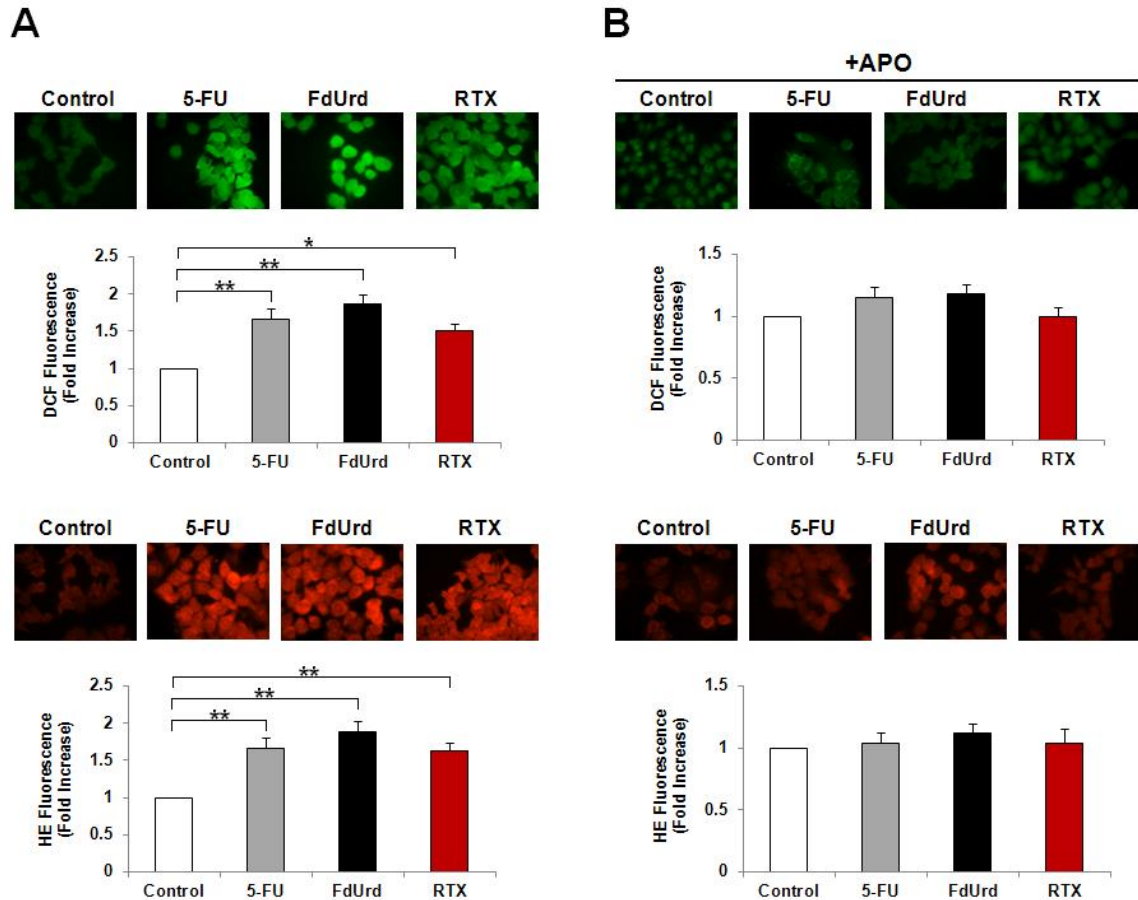 A
Control 5-FU FdUrd RTX
DCF Fluorescence
(Fold Increase)
2.5
2
1.5
1
0.5
0
*
**
**
Control 5-FU FdUrd RTX
Control 5-FU FdUrd RTX
HE Fluorescence
(Fold Increase)
2.5
2
1.5
1
0.5
0
**
**
**
Control 5-FU FdUrd RTX
B
+APO
Control 5-FU FdUrd RTX
DCF Fluorescence
(Fold Increase)
1.5
1
0.5
0
Control 5-FU FdUrd RTX
Control 5-FU FdUrd RTX
HE Fluorescence
(Fold Increase)
1.5
1
0.5
0
Control 5-FU FdUrd RTX